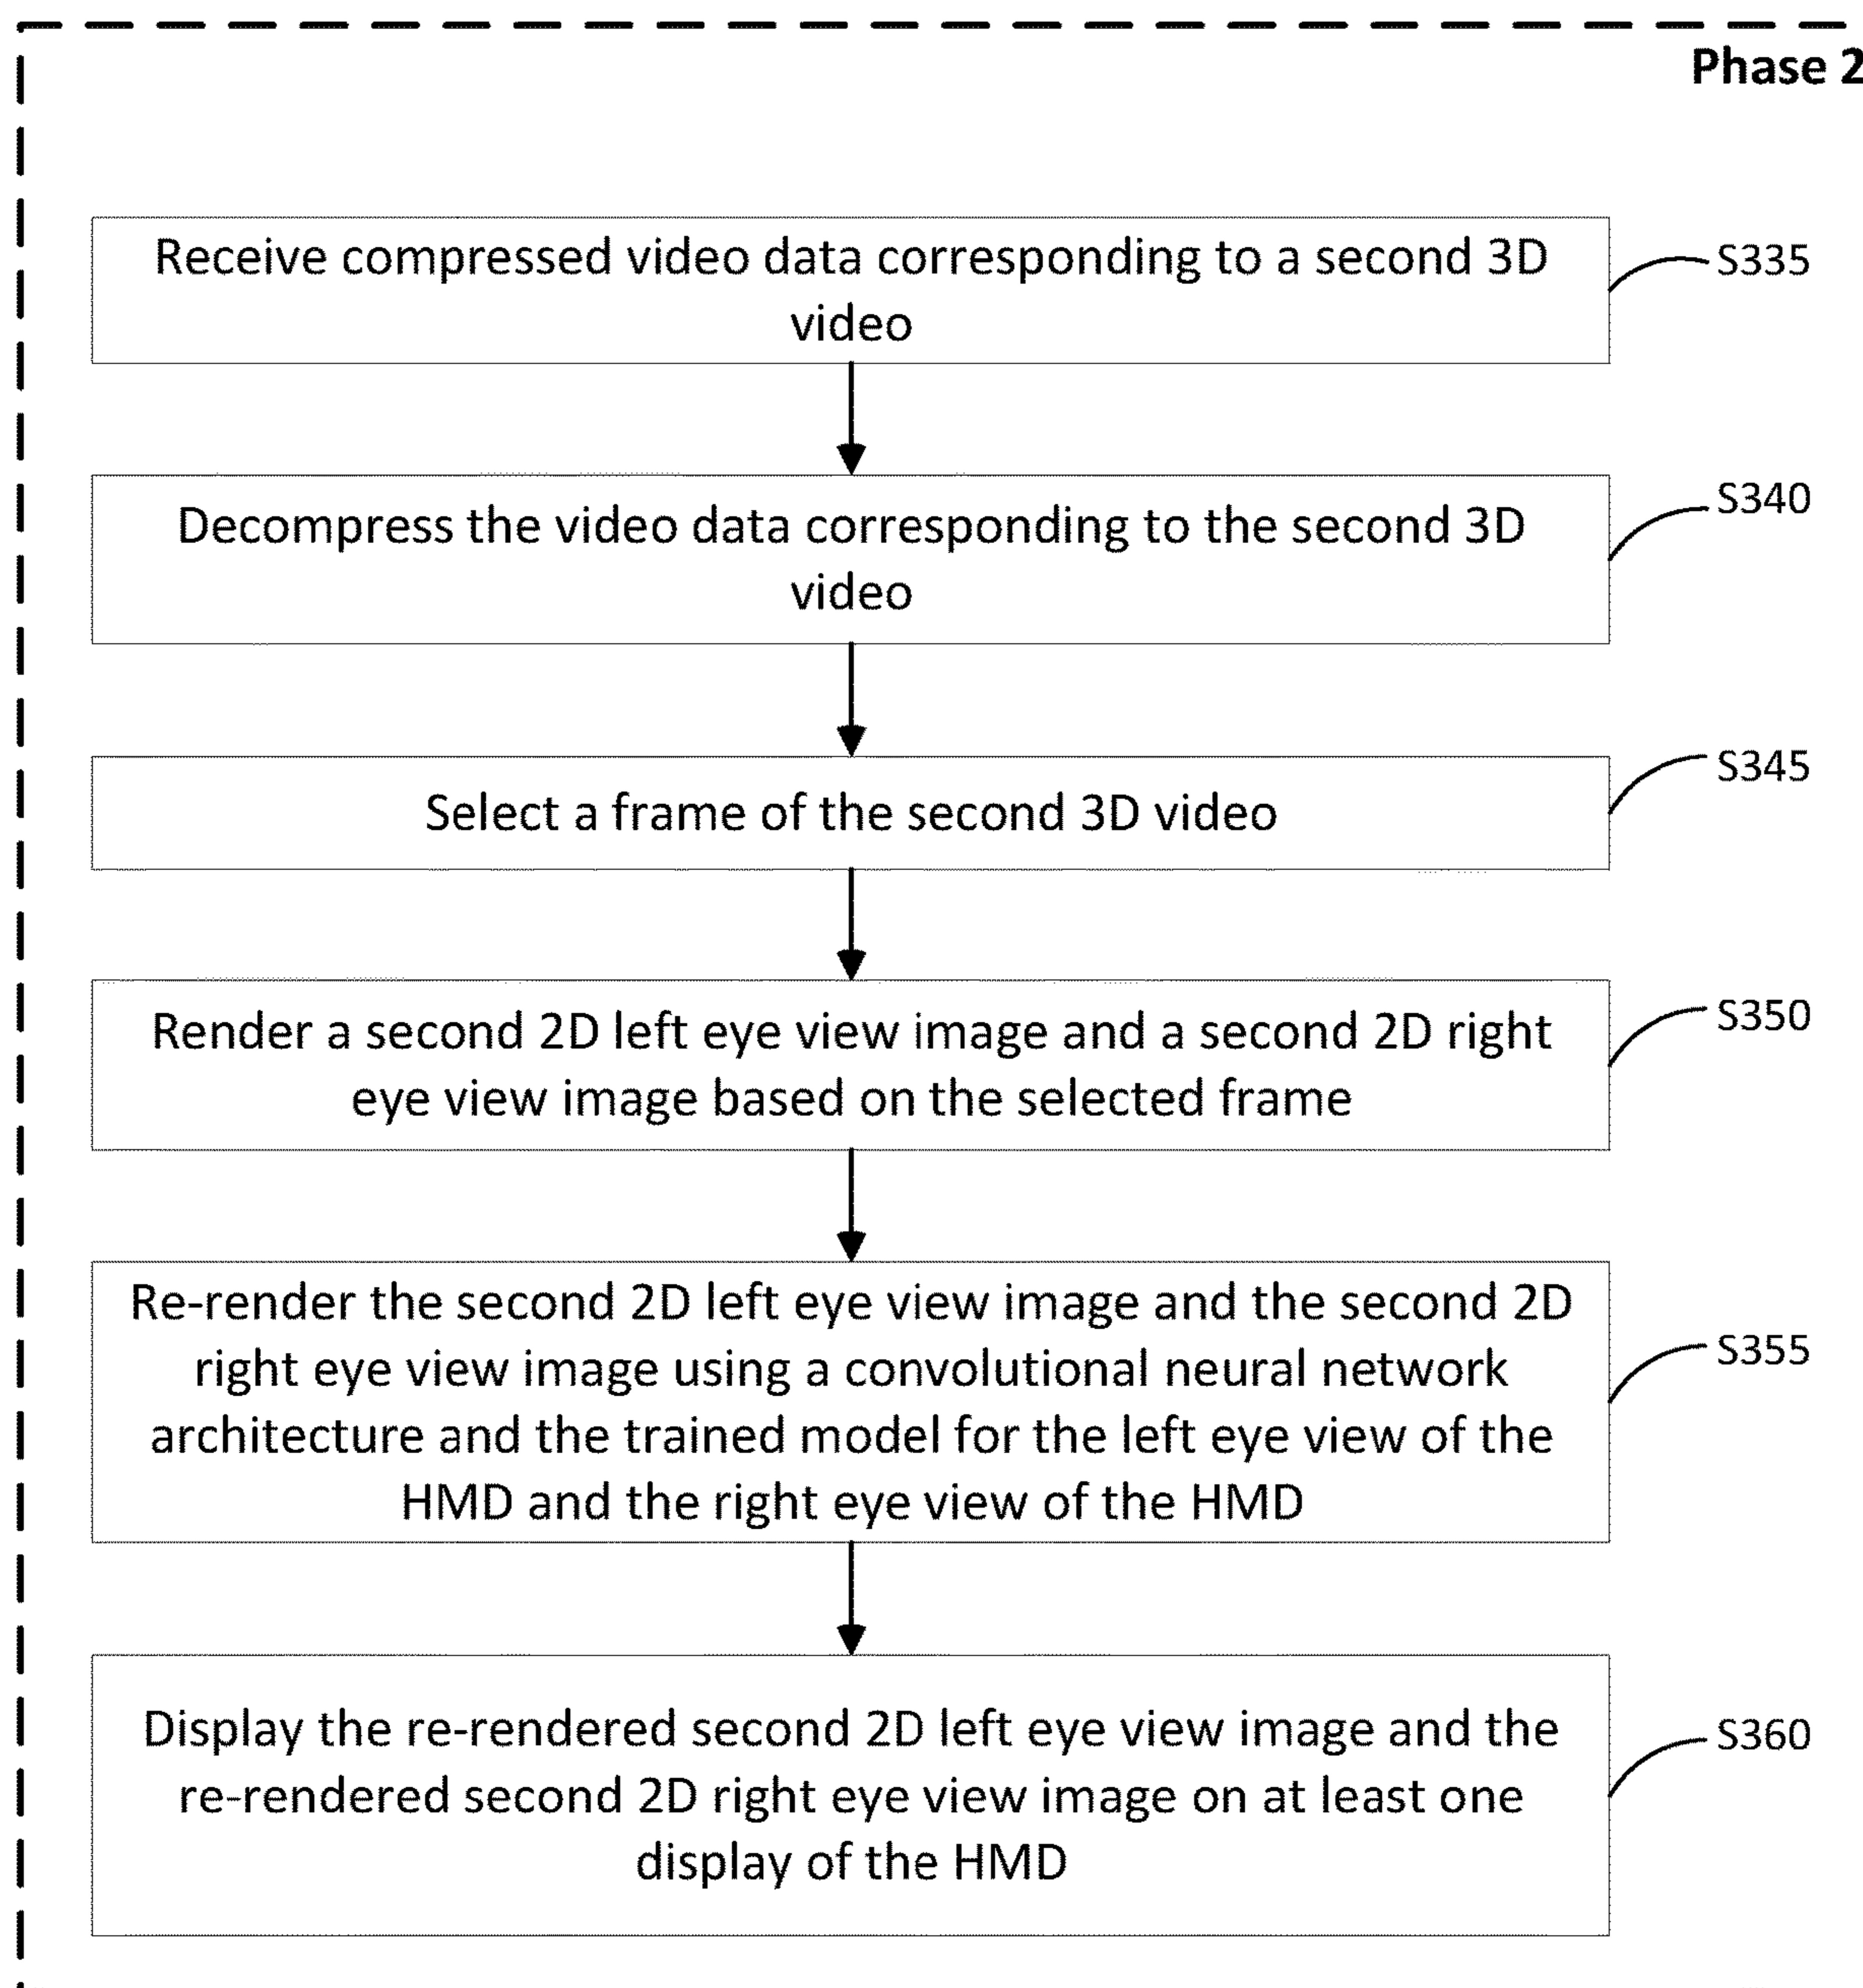 Phase 2
Receive compressed video data corresponding to a second 3D
video
S335
Decompress the video data corresponding to the second 3D
video
S340
Select a frame of the second 3D video
S345
Render a second 2D left eye view image and a second 2D right
eye view image based on the selected frame
S350
Re-render the second 2D left eye view image and the second 2D
right eye view image using a convolutional neural network
architecture and the trained model for the left eye view of the
HMD and the right eye view of the HMD
S355
Display the re-rendered second 2D left eye view image and the
re-rendered second 2D right eye view image on at least one
display of the HMD
S360